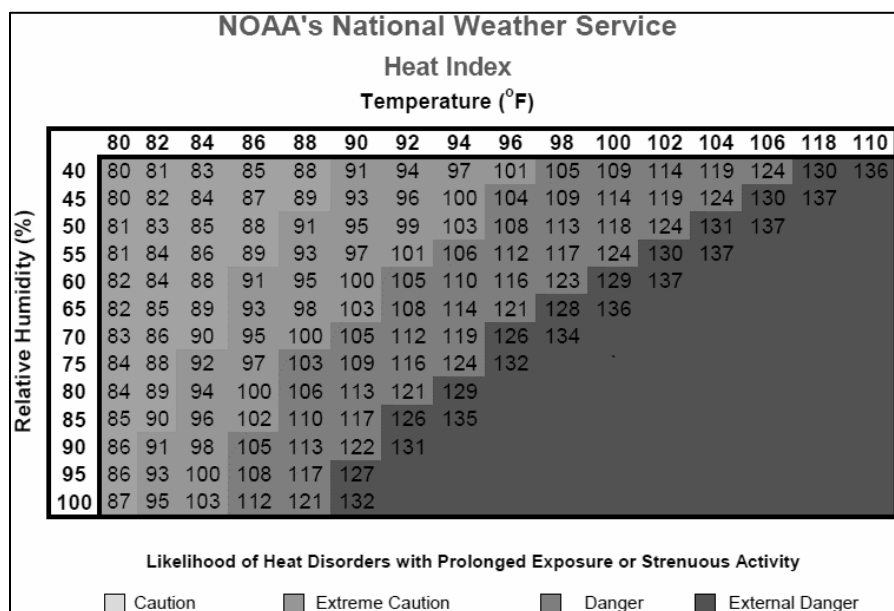 NOAA's National Weather Service
Heat Index
Temperature (°F)
80 82 84 86 88 90 92 94 96 98 100 102 104 106 118 110
Relative Humidity (%)
40 80 81 83 85 88 91 94 97 101 105 109 114 119 124 130 136
45 80 82 84 87 89 93 96 100 104 109 114 119 124 130 137
50 81 83 85 88 91 95 99 103 108 113 118 124 131 137
55 81 84 86 89 93 97 101 106 112 117 124 130 137
60 82 84 88 91 95 100 105 110 116 123 129 137
65 82 85 89 93 98 103 108 114 121 128 136
70 83 86 90 95 100 105 112 119 126 134
75 84 88 92 97 103 109 116 124 132
80 84 89 94 100 106 113 121 129
85 85 90 96 102 110 117 126 135
90 86 91 98 105 113 122 131
95 86 93 100 108 117 127
100 87 95 103 112 121 132
Likelihood of Heat Disorders with Prolonged Exposure or Strenuous Activity
Caution Extreme Caution Danger External Danger